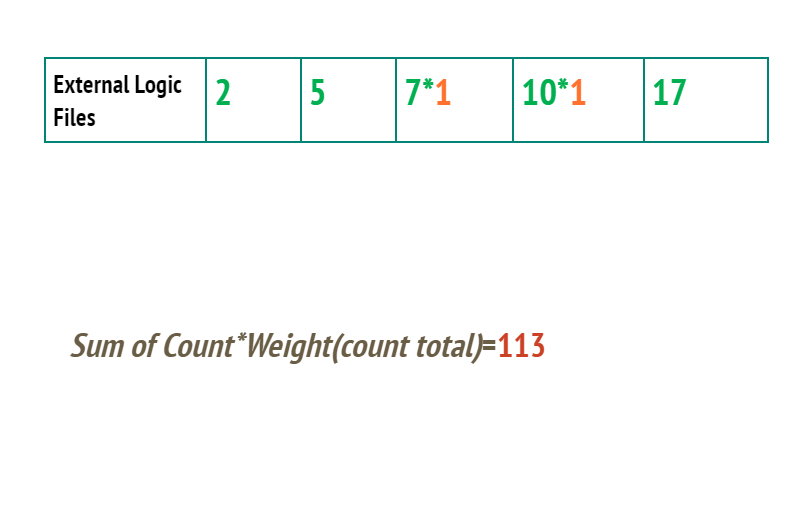 External Logic
Files
2
5
7*1
10*1
17
Sum of Count*Weight(count total)=113